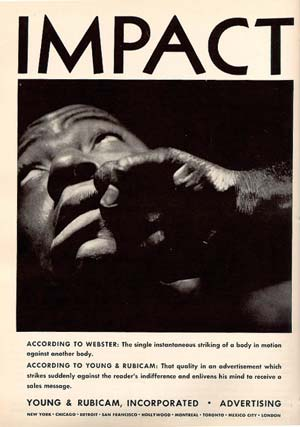 IMPACT
ACCORDING TO WEBSTER: The single instantaneous striking of a body in motion
against another body.
ACCORDING TO YOUNG & RUBICAM: That quality in an advertisement which
strikes suddenly against the reader's indifference and enlivens his mind to receive a
sales message.
YOUNG & RUBICAM, INCORPORATED • ADVERTISING
NEW YORK • CHICAGO • DETROIT • SAN FRANCISCO • HOLLYWOOD • MONTREAL • TORONTO • MEXICO CITY • LONDON